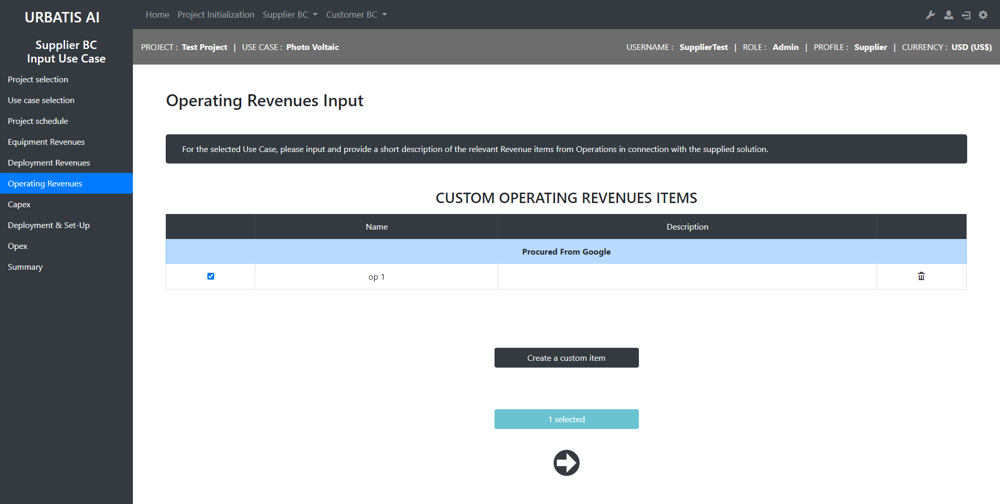 URBATIS AI
Home Project Initialization Supplier BC Customer BC
Supplier BC
Input Use Case
Project selection
Use case selection
Project schedule
Equipment Revenues
Deployment Revenues
Operating Revenues
Capex
Deployment & Set-Up
Opex
Summary
PROJECT : Test Project | USE CASE : Photo Voltaic
USERNAME : SupplierTest | ROLE : Admin | PROFILE : Supplier | CURRENCY : USD (US$)
Operating Revenues Input
For the selected Use Case, please input and provide a short description of the relevant Revenue items from Operations in connection with the supplied solution.
CUSTOM OPERATING REVENUES ITEMS
Name Description
Procured From Google
op 1
Create a custom item
1 selected